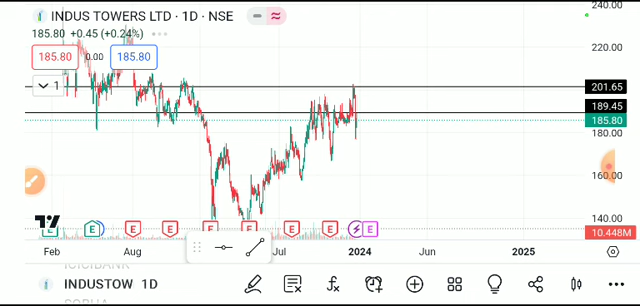 INDUS TOWERS LTD · 1D · NSE
240.00
185.80 +0.45 (+0.24%)
220.00
185.80 0.00 185.80
1
201.65
189.45
185.80
180.00
160.00
140.00
E E E E E E E E E
10.448M
Feb Aug Jul 2024 Jun 2025
INDUSTOW 1D
fx